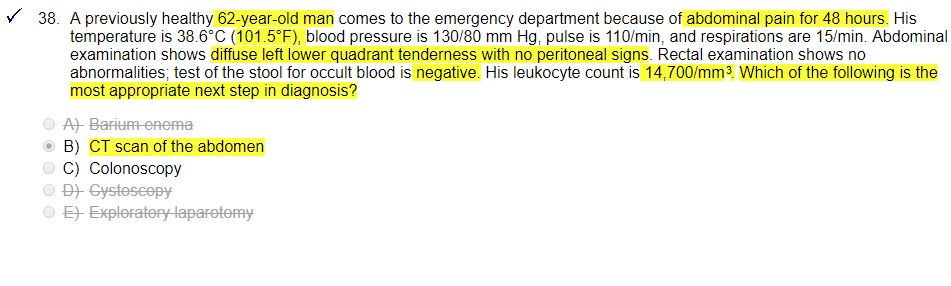 38. A previously healthy 62-year-old man comes to the emergency department because of abdominal pain for 48 hours. His
temperature is 38.6°C (101.5°F), blood pressure is 130/80 mm Hg, pulse is 110/min, and respirations are 15/min. Abdominal
examination shows diffuse left lower quadrant tenderness with no peritoneal signs. Rectal examination shows no
abnormalities; test of the stool for occult blood is negative. His leukocyte count is 14,700/mm³. Which of the following is the
most appropriate next step in diagnosis?
A) Barium enema
B) CT scan of the abdomen
C) Colonoscopy
D) Cystoscopy
E) Exploratory laparotomy